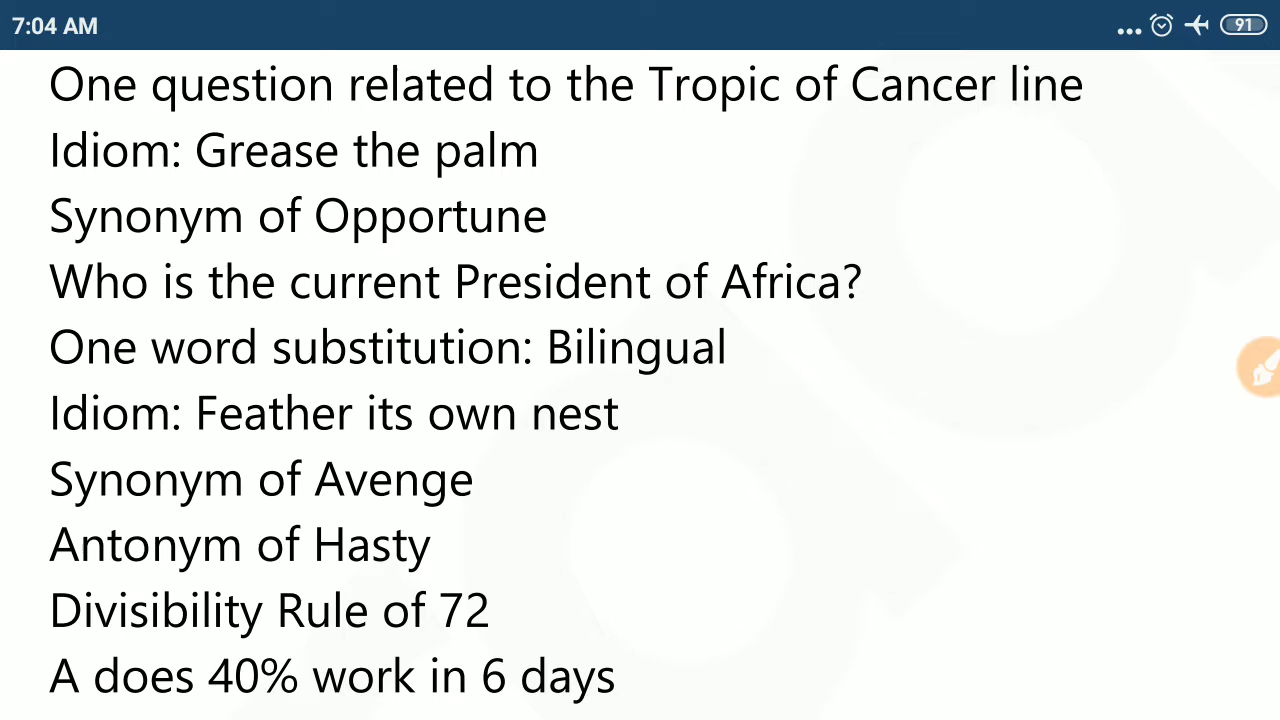 7:04 AM
91
One question related to the Tropic of Cancer line
Idiom: Grease the palm
Synonym of Opportune
Who is the current President of Africa?
One word substitution: Bilingual
Idiom: Feather its own nest
Synonym of Avenge
Antonym of Hasty
Divisibility Rule of 72
A does 40% work in 6 days